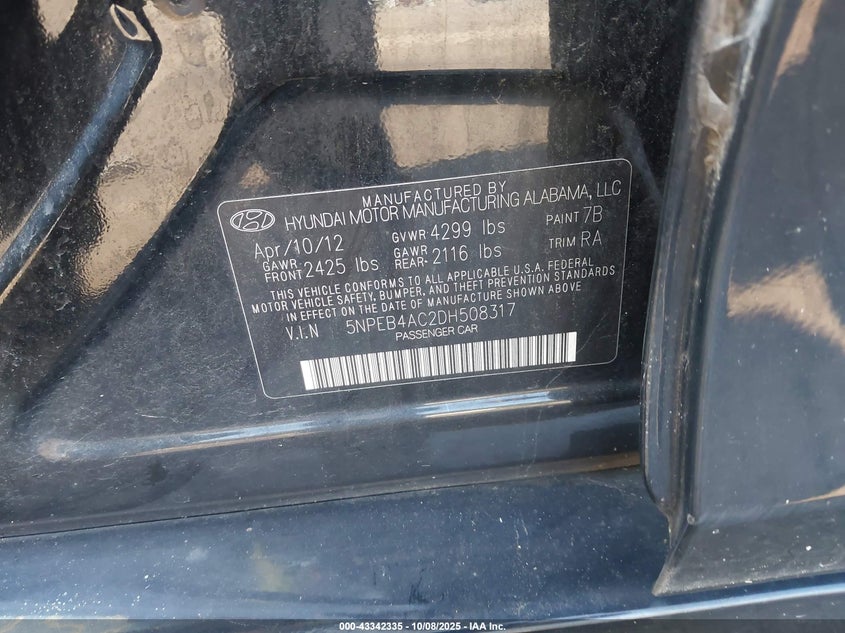 MANUFACTURED BY
HYUNDAI MOTOR MANUFACTURING ALABAMA, LLC
Apr/10/12 GVWR 4299 lbs PAINT 7B
GAWR FRONT 2425 lbs GAWR REAR- 2116 lbs TRIM RA
THIS VEHICLE CONFORMS TO ALL APPLICABLE U.S.A. FEDERAL
MOTOR VEHICLE SAFETY, BUMPER, AND THEFT PREVENTION STANDARDS
IN EFFECT ON THE DATE OF MANUFACTURE SHOWN ABOVE
V.I.N 5NPEB4AC2DH508317
PASSENGER CAR
000-43342335 - 10/08/2025 - IAA Inc.